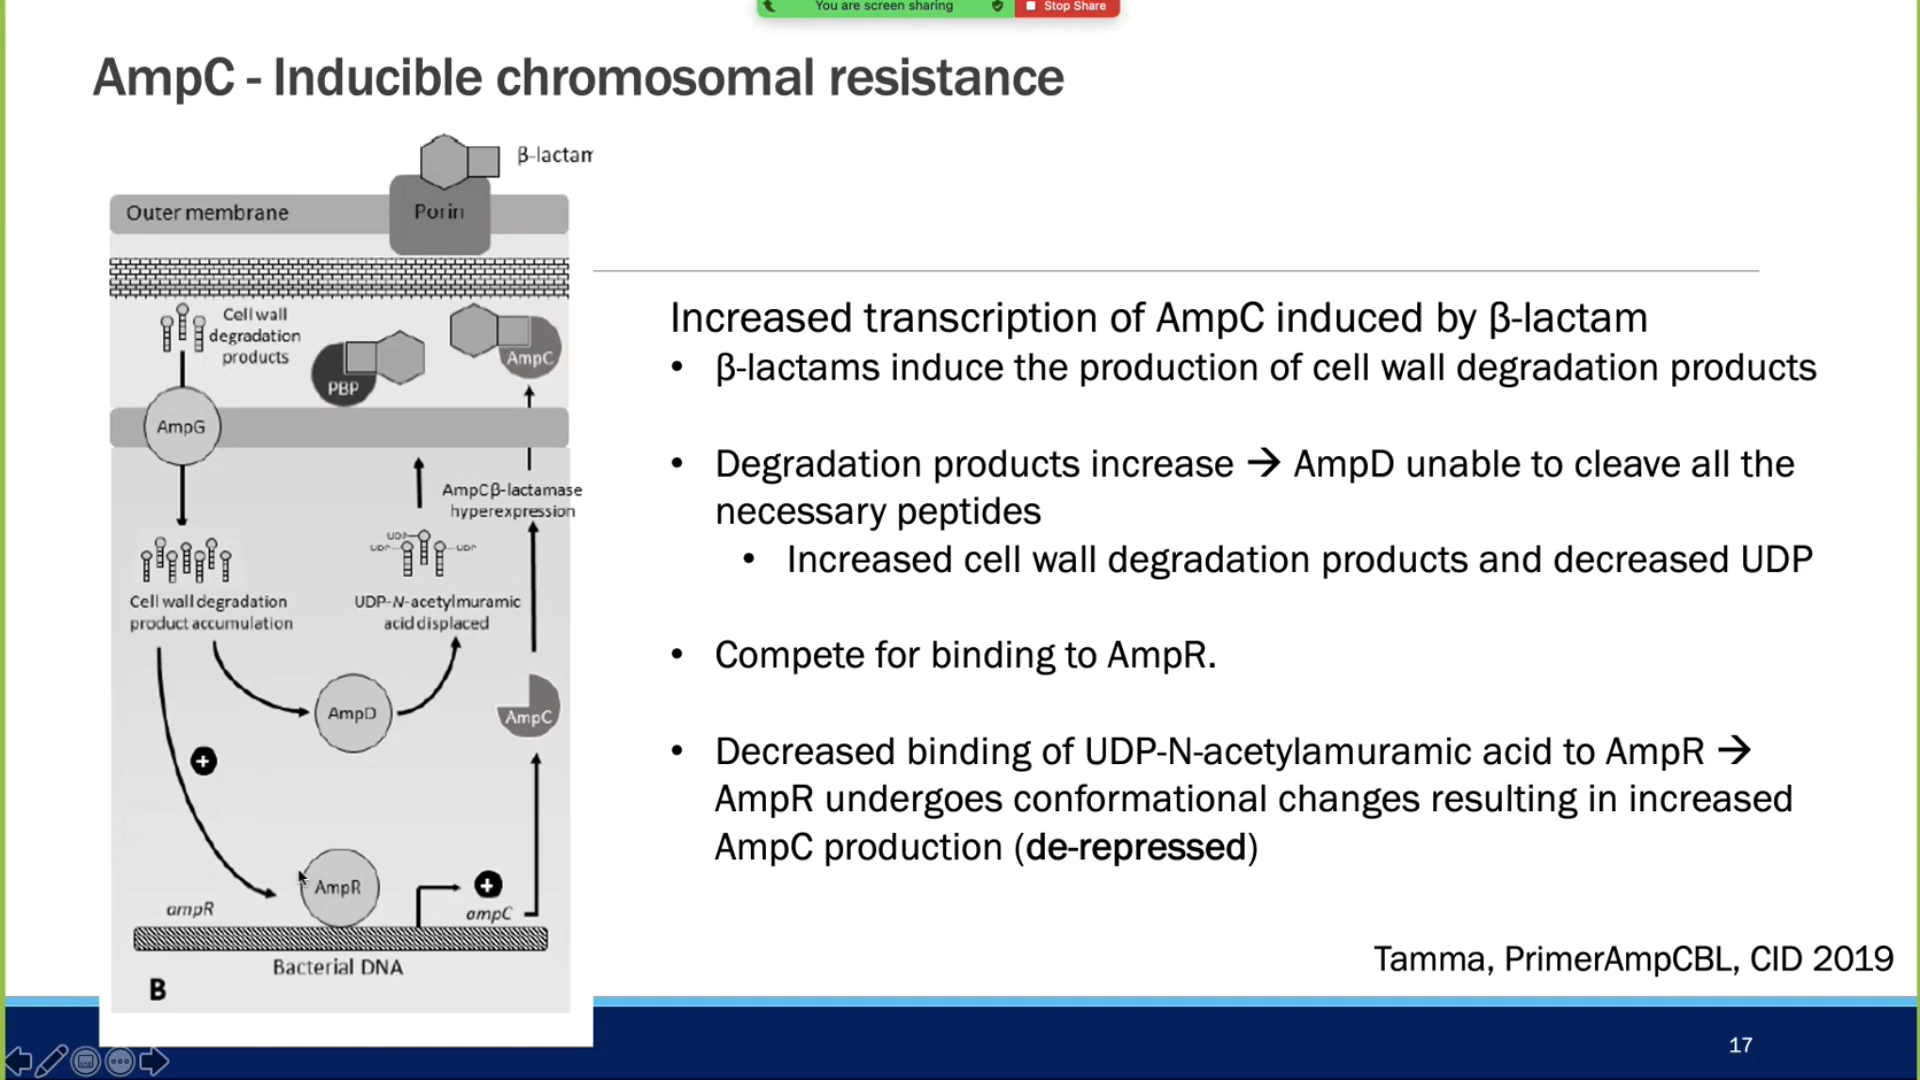 You are screen sharing
Stop Share
AmpC - Inducible chromosomal resistance
β-lactam
Outer membrane
Porin
Cell wall
degradation
products
PBP
AmpC
AmpG
AmpCβ-lactamase
hyperexpression
UDP
UDP
UDP
Cell wall degradation
product accumulation
UDP-N-acetylmuramic
acid displaced
AmpD
AmpC
+
AmpR
+
ampR
ampC
Bacterial DNA
B
Increased transcription of AmpC induced by β-lactam
• β-lactams induce the production of cell wall degradation products
• Degradation products increase → AmpD unable to cleave all the
necessary peptides
• Increased cell wall degradation products and decreased UDP
• Compete for binding to AmpR.
• Decreased binding of UDP-N-acetylamuramic acid to AmpR →
AmpR undergoes conformational changes resulting in increased
AmpC production (de-repressed)
Tamma, PrimerAmpCBL, CID 2019
17